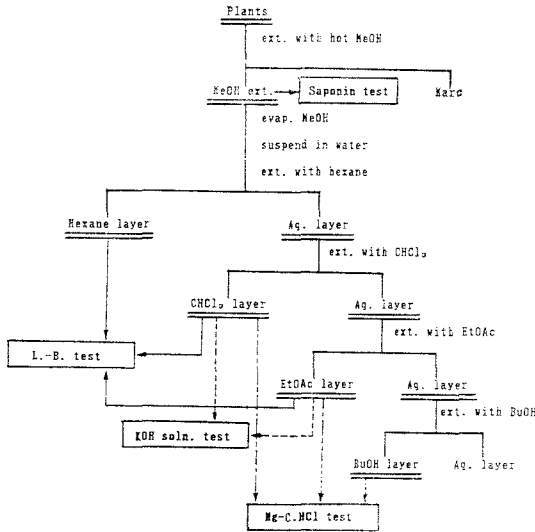 Plants
ext. with hot MeOH
MeOH ext.
Saponin test
Marc
evap. MeOH
suspend in water
ext. with hexane
Hexane layer
Aq. layer
ext. with CHCl₃
CHCl₃ layer
Aq. layer
ext. with EtOAc
L.-B. test
EtOAc layer
Aq. layer
ext. with BuOH
KOH soln. test
BuOH layer
Aq. layer
Mg-C.HCl test